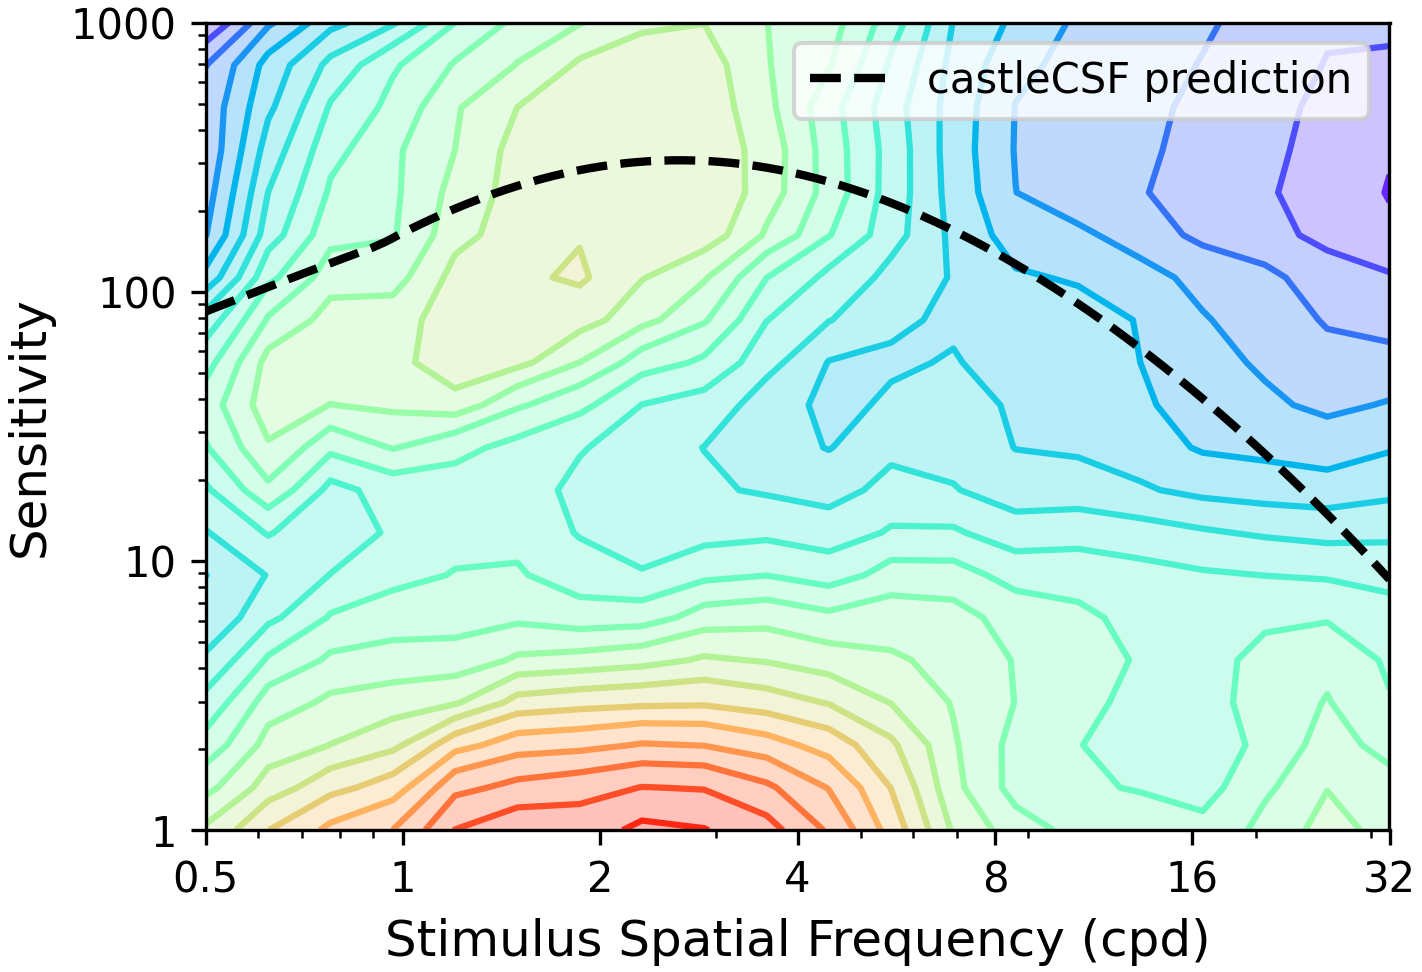 1000
100
10
1
Sensitivity
castleCSF prediction
0.5 1 2 4 8 16 32
Stimulus Spatial Frequency (cpd)